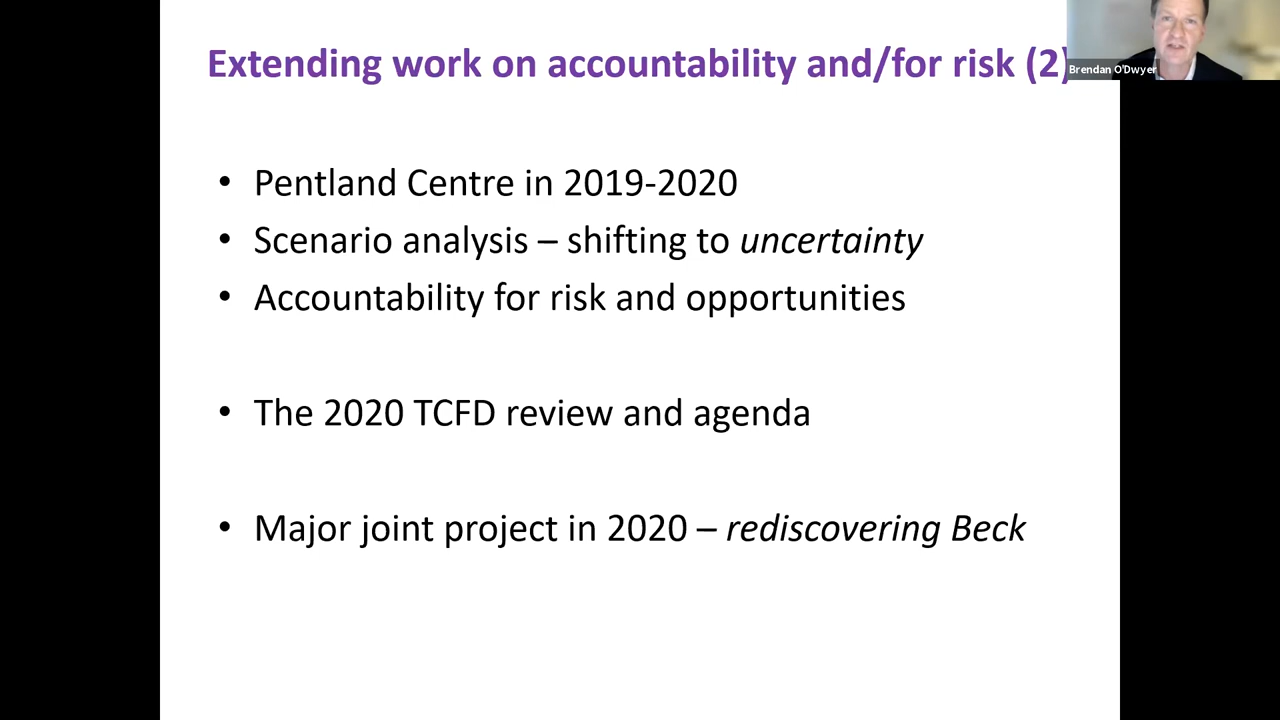 Extending work on accountability and/for risk (2)
Brendan O'Dwyer
• Pentland Centre in 2019-2020
• Scenario analysis – shifting to uncertainty
• Accountability for risk and opportunities
• The 2020 TCFD review and agenda
• Major joint project in 2020 – rediscovering Beck